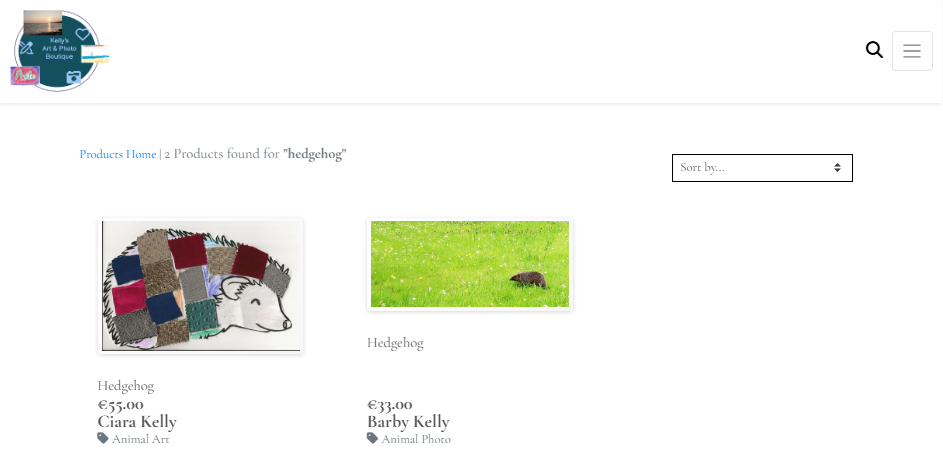 Kelly's
Art & Photo
Boutique
Products Home | 2 Products found for "hedgehog"
Sort by...
Hedgehog
€55.00
Ciara Kelly
Animal Art
Hedgehog
€33.00
Barby Kelly
Animal Photo